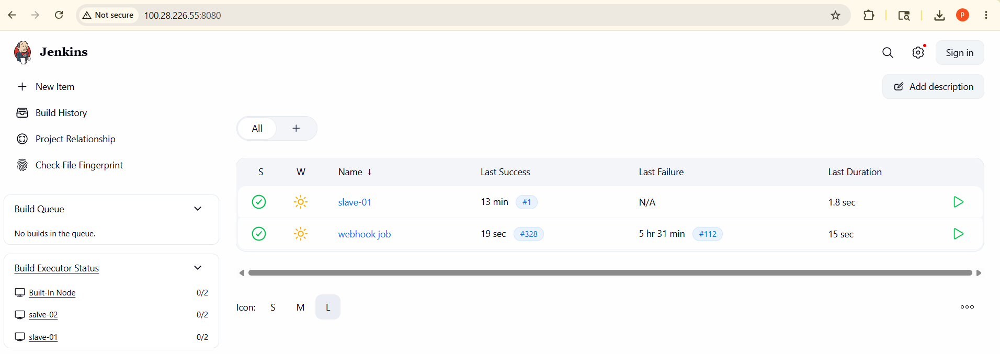 Not secure 100.28.226.55:8080 P
Jenkins
Sign in
New Item
Add description
Build History
Project Relationship
Check File Fingerprint
All +
S W Name ↓ Last Success Last Failure Last Duration
slave-01 13 min #1 N/A 1.8 sec
webhook job 19 sec #328 5 hr 31 min #112 15 sec
Icon: S M L
Build Queue
No builds in the queue.
Build Executor Status
Built-In Node 0/2
salve-02 0/2
slave-01 0/2